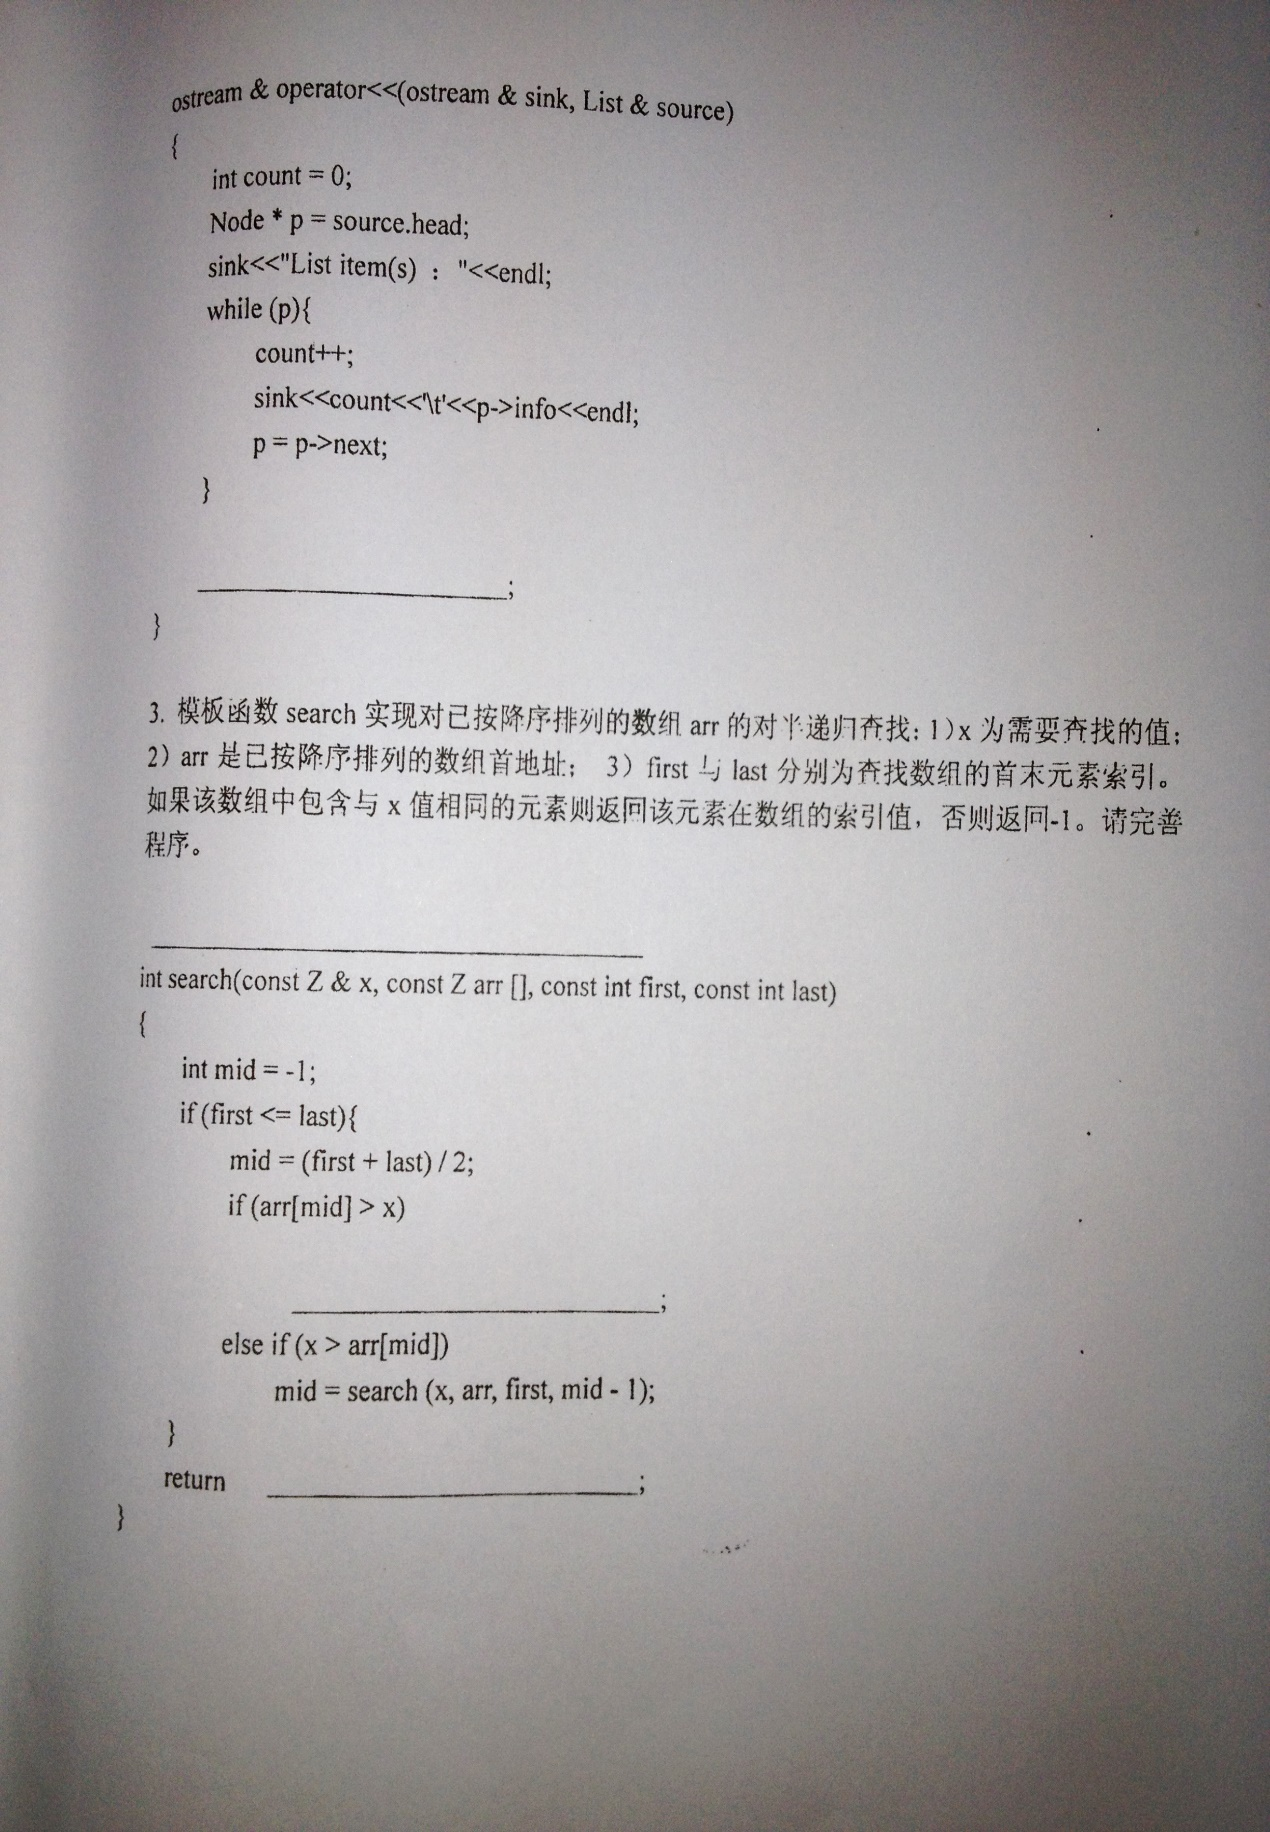 ostream & operator<<(ostream & sink, List & source)
{
int count = 0;
Node * p = source.head;
sink<<"List item(s) ： "<<endl;
while (p){
count++;
sink<<count<<'\t'<<p->info<<endl;
p = p->next;
}
____________________;
}
3. 模板函数 search 实现对已按降序排列的数组 arr 的对半递归查找: 1)x 为需要查找的值;
2) arr 是已按降序排列的数组首地址; 3) first 与 last 分别为查找数组的首末元素索引。
如果该数组中包含与 x 值相同的元素则返回该元素在数组的索引值，否则返回-1。请完善
程序。
____________________
int search(const Z & x, const Z arr [], const int first, const int last)
{
int mid = -1;
if (first <= last){
mid = (first + last) / 2;
if (arr[mid] > x)
____________________;
else if (x > arr[mid])
mid = search (x, arr, first, mid - 1);
}
return ____________________;
}